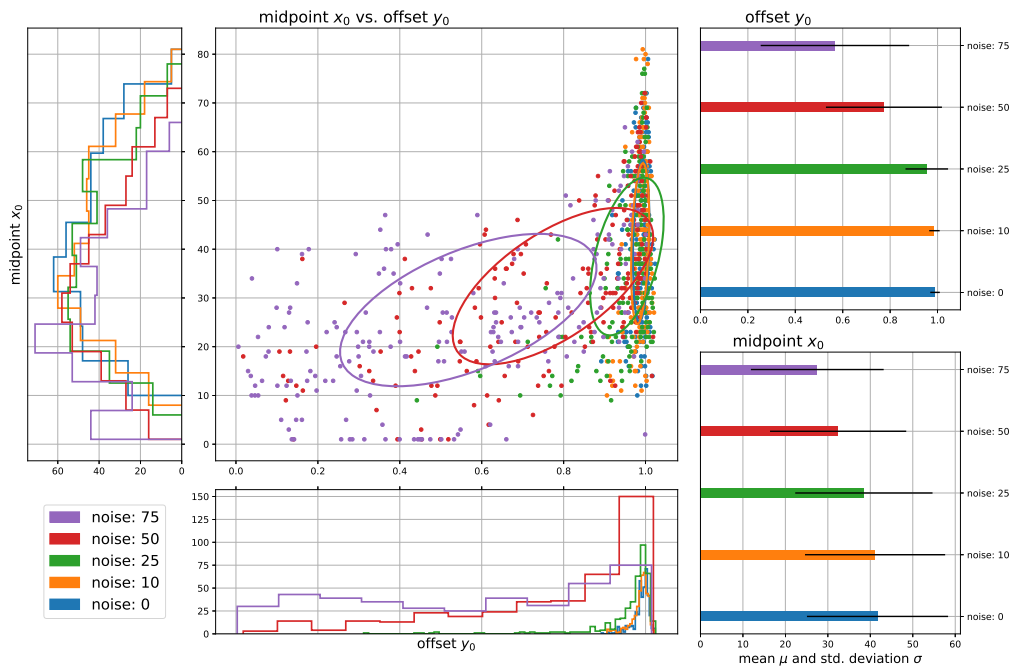 midpoint x₀ vs. offset y₀
offset y₀
midpoint x₀
80
70
60
50
40
30
20
10
0
60 40 20 0
0.0 0.2 0.4 0.6 0.8 1.0
noise: 75
noise: 50
noise: 25
noise: 10
noise: 0
0.0 0.2 0.4 0.6 0.8 1.0
midpoint x₀
noise: 75
noise: 50
noise: 25
noise: 10
noise: 0
0 10 20 30 40 50 60
mean μ and std. deviation σ
150
125
100
75
50
25
0
offset y₀
noise: 75
noise: 50
noise: 25
noise: 10
noise: 0